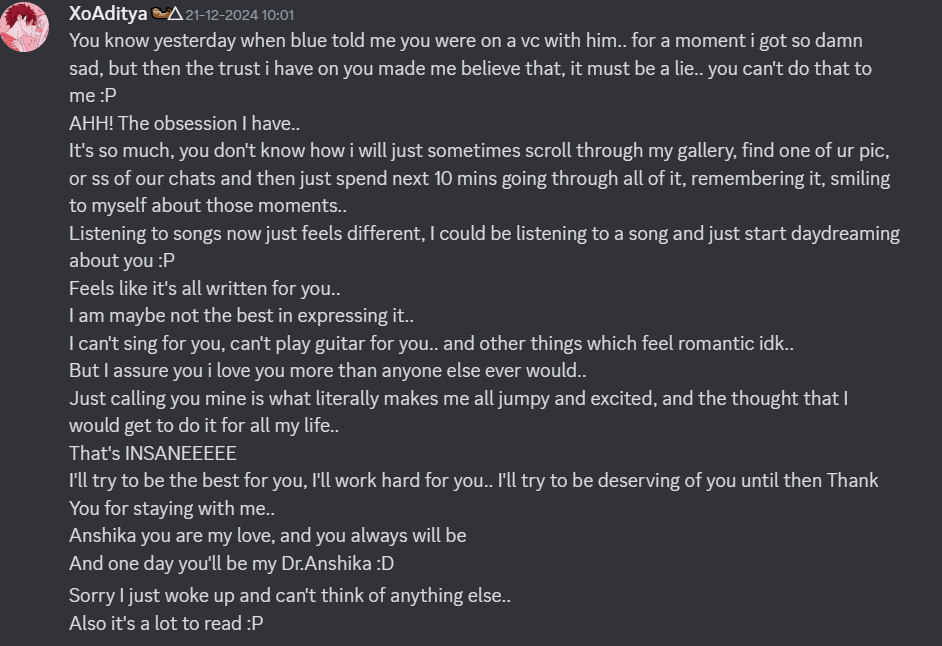 XoAditya 21-12-2024 10:01
You know yesterday when blue told me you were on a vc with him.. for a moment i got so damn
sad, but then the trust i have on you made me believe that, it must be a lie.. you can't do that to
me :P
AHH! The obsession I have..
It's so much, you don't know how i will just sometimes scroll through my gallery, find one of ur pic,
or ss of our chats and then just spend next 10 mins going through all of it, remembering it, smiling
to myself about those moments..
Listening to songs now just feels different, I could be listening to a song and just start daydreaming
about you :P
Feels like it's all written for you..
I am maybe not the best in expressing it..
I can't sing for you, can't play guitar for you.. and other things which feel romantic idk..
But I assure you i love you more than anyone else ever would..
Just calling you mine is what literally makes me all jumpy and excited, and the thought that I
would get to do it for all my life..
That's INSANEEEEE
I'll try to be the best for you, I'll work hard for you.. I'll try to be deserving of you until then Thank
You for staying with me..
Anshika you are my love, and you always will be
And one day you'll be my Dr.Anshika :D
Sorry I just woke up and can't think of anything else..
Also it's a lot to read :P